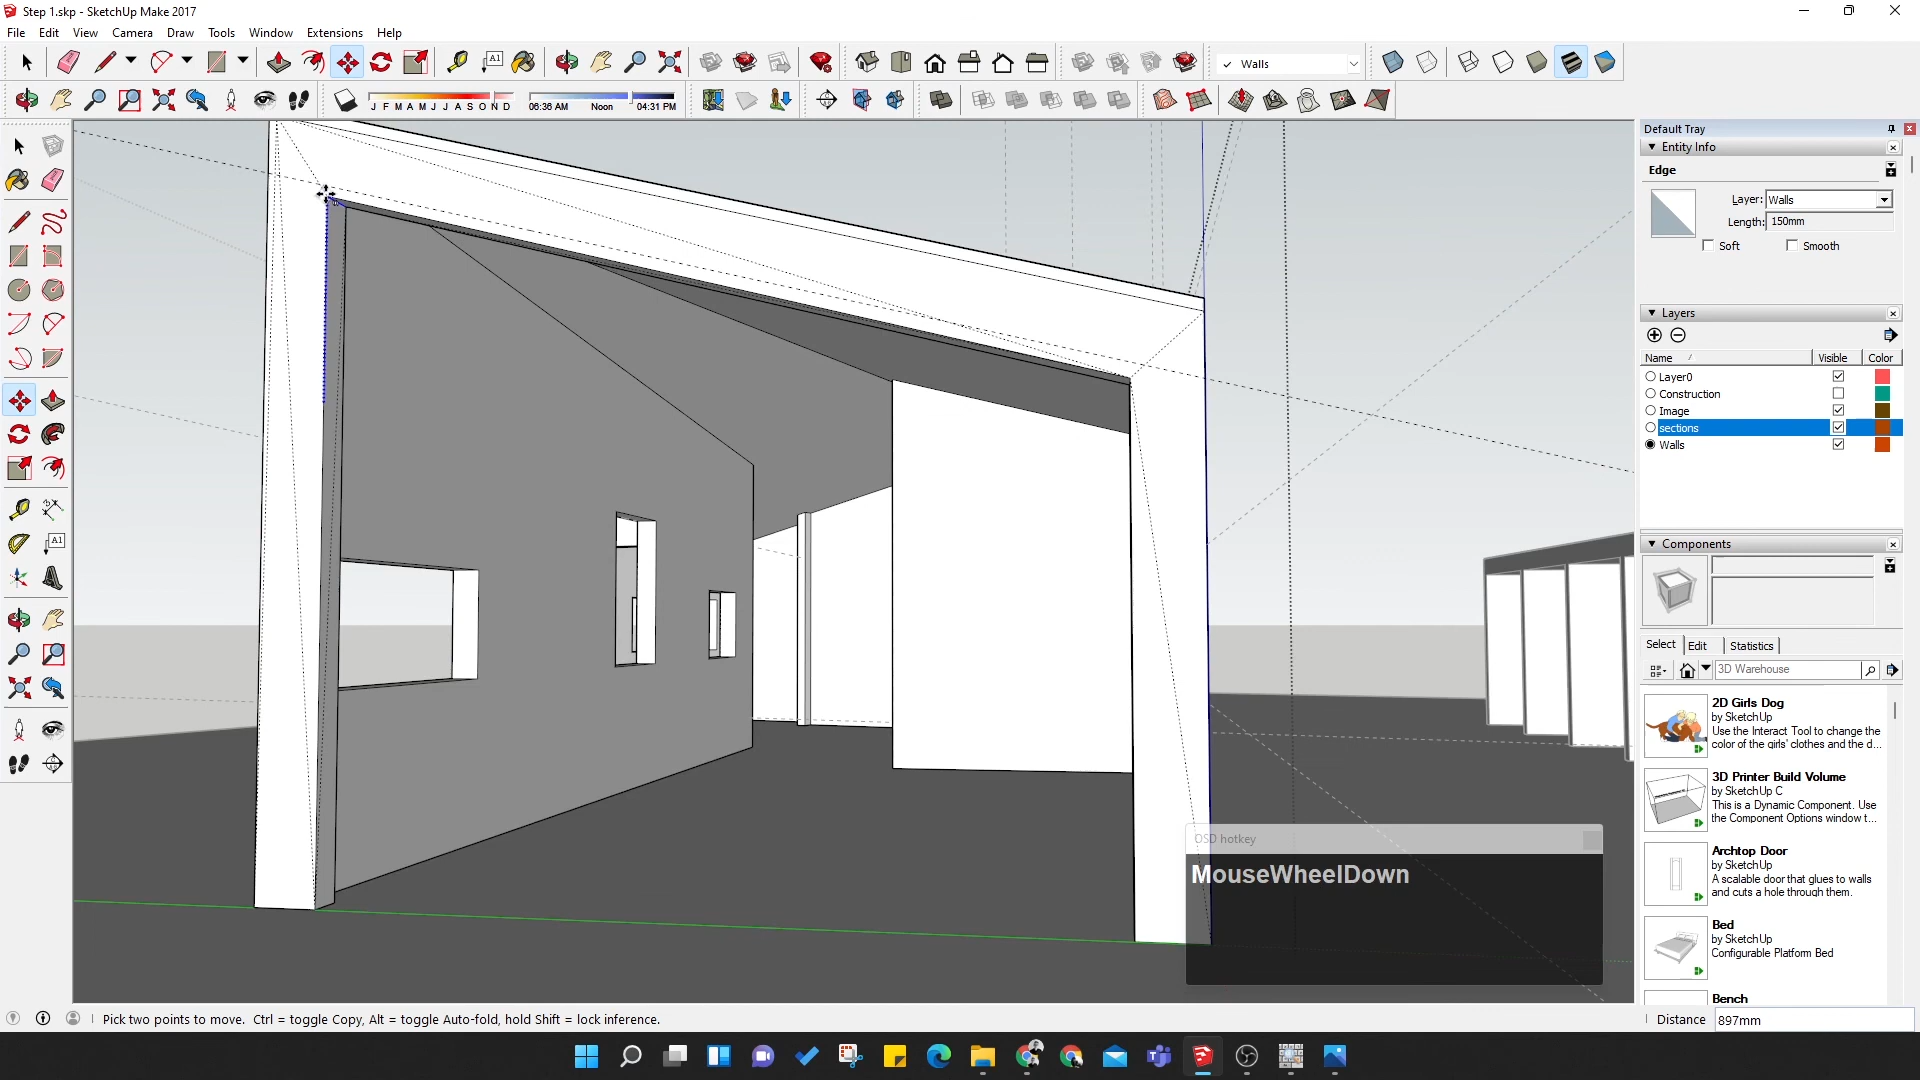 Step 1.skp - SketchUp Make 2017
File Edit View Camera Draw Tools Window Extensions Help
A1
✓ Walls
J F M A M J J A S O N D
06:36 AM Noon 04:31 PM
Default Tray
Entity Info
Edge
Layer: Walls
Length: 150mm
Soft Smooth
Layers
Name Visible Color
Layer0
Construction
Image
sections
Walls
A1
Components
Select Edit Statistics
3D Warehouse
2D Girls Dog
by SketchUp
Use the Interact Tool to change the
color of the girls' clothes and the d...
3D Printer Build Volume
by SketchUp C
This is a Dynamic Component. Use
the Component Options window t...
Archtop Door
by SketchUp
A scalable door that glues to walls
and cuts a hole through them.
Bed
by SketchUp
Configurable Platform Bed
Bench
OSD hotkey
MouseWheelDown
Pick two points to move. Ctrl = toggle Copy, Alt = toggle Auto-fold, hold Shift = lock inference.
Distance 897mm